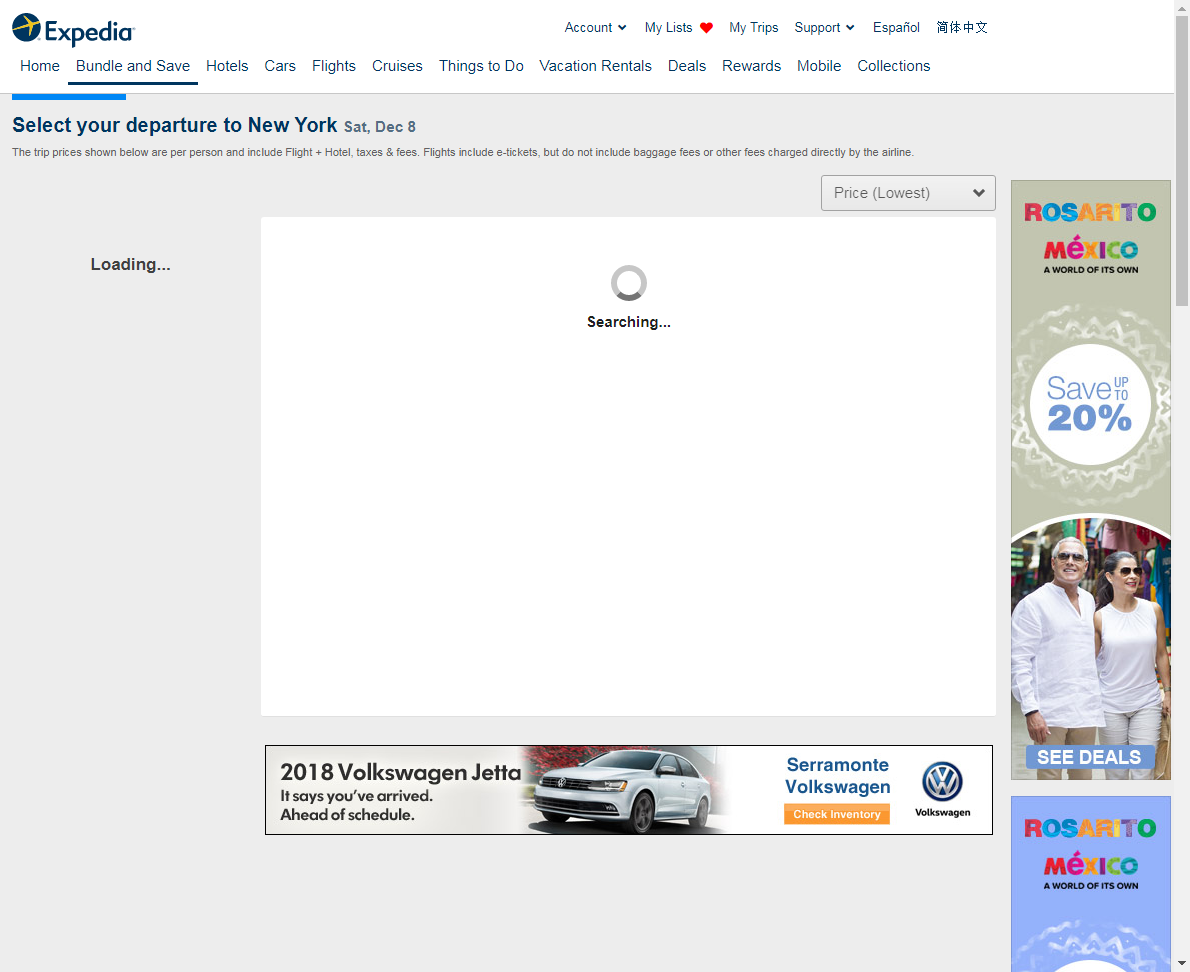 Expedia
Account My Lists My Trips Support Español 简体中文
Home Bundle and Save Hotels Cars Flights Cruises Things to Do Vacation Rentals Deals Rewards Mobile Collections
Select your departure to New York Sat, Dec 8
The trip prices shown below are per person and include Flight + Hotel, taxes & fees. Flights include e-tickets, but do not include baggage fees or other fees charged directly by the airline.
Price (Lowest)
Loading...
Searching...
ROSARITO
MéxIcO
A WORLD OF ITS OWN
Save UP TO
20%
SEE DEALS
2018 Volkswagen Jetta
It says you've arrived.
Ahead of schedule.
Serramonte
Volkswagen
Check Inventory
Volkswagen
ROSARITO
MéxIcO
A WORLD OF ITS OWN